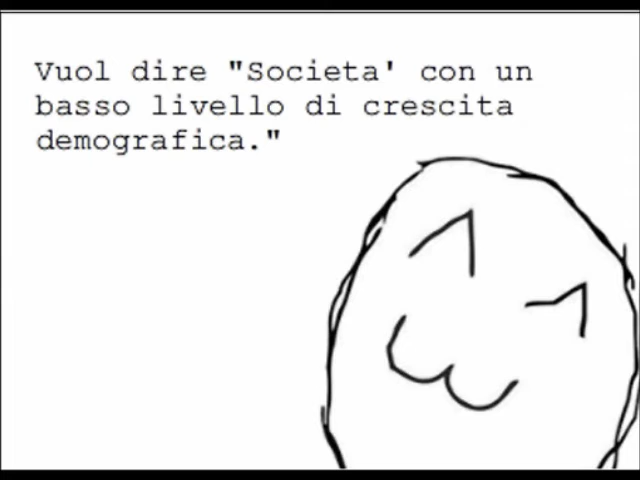 Vuol dire "Societa' con un
basso livello di crescita
demografica."